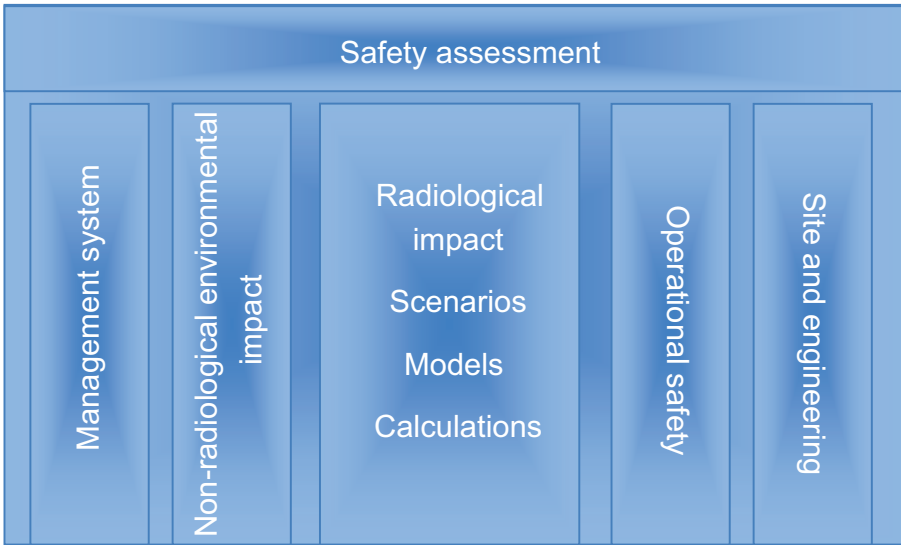 Safety assessment
Management system
Non-radiological environmental
impact
Radiological
impact
Scenarios
Models
Calculations
Operational safety
Site and engineering